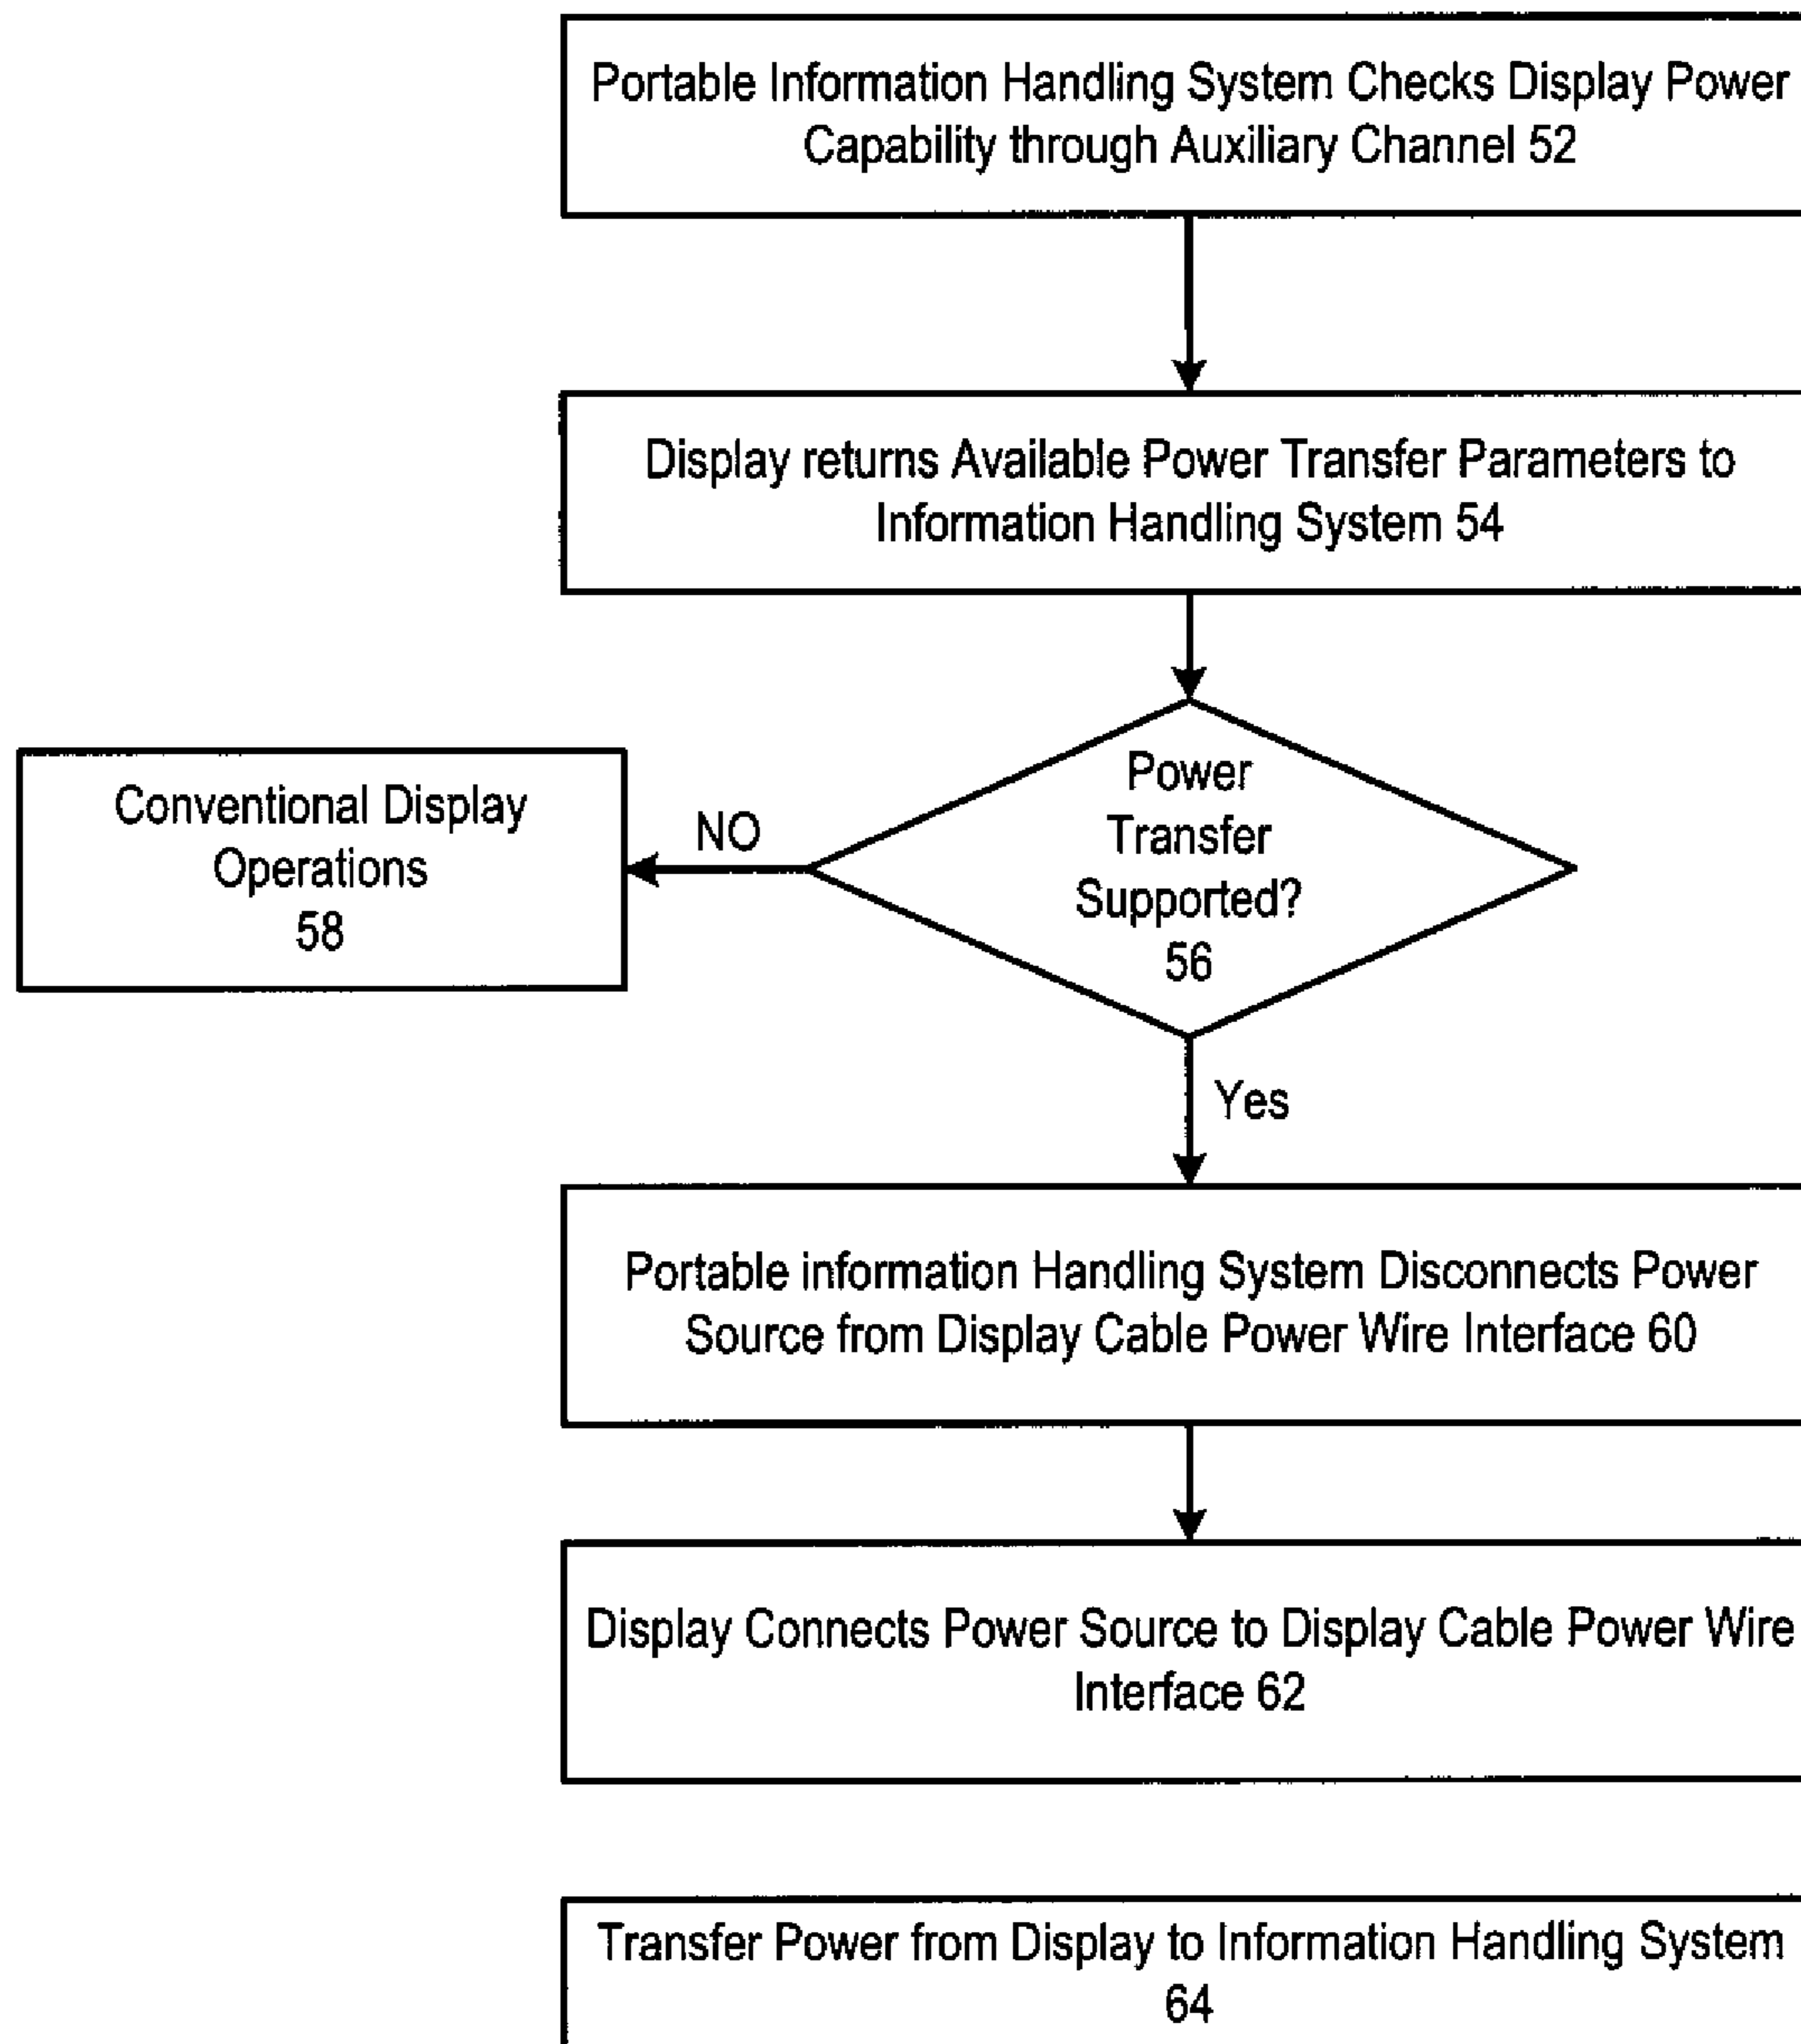 Portable Information Handling System Checks Display Power
Capability through Auxiliary Channel 52
Display returns Available Power Transfer Parameters to
Information Handling System 54
Power
Transfer
Supported?
56
NO
Conventional Display
Operations
58
Yes
Portable information Handling System Disconnects Power
Source from Display Cable Power Wire Interface 60
Display Connects Power Source to Display Cable Power Wire
Interface 62
Transfer Power from Display to Information Handling System
64